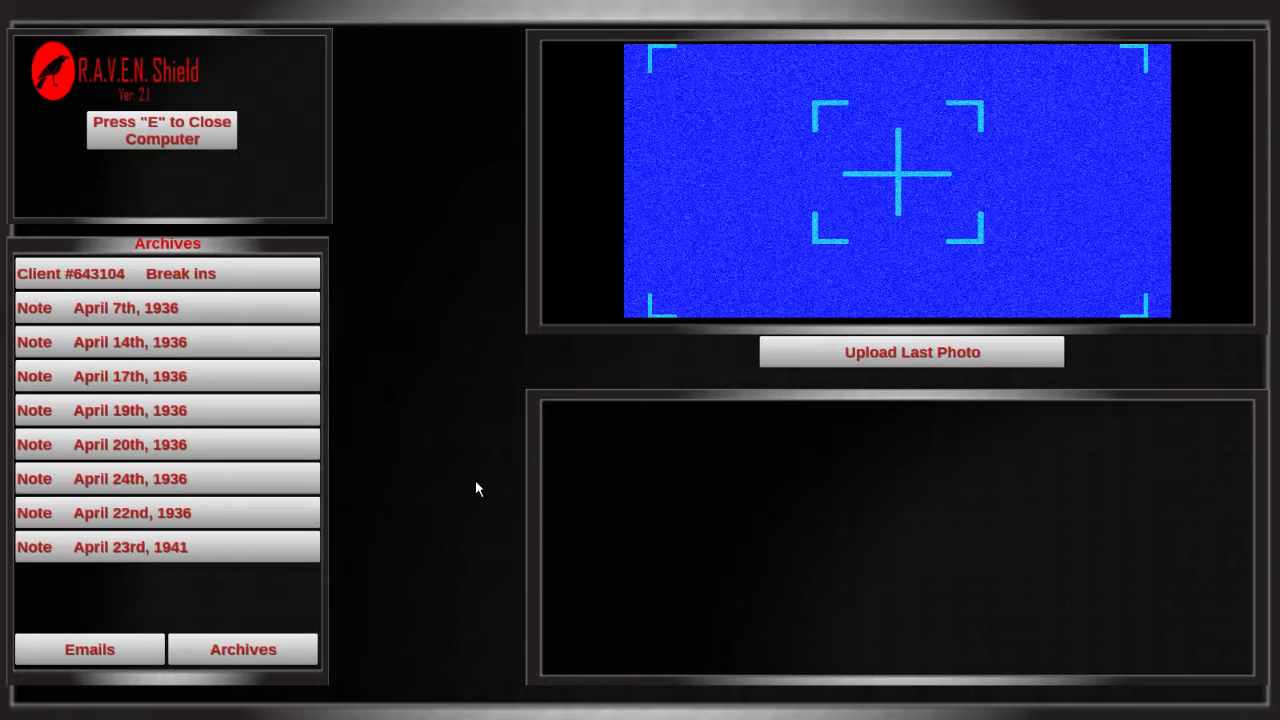 R.A.V.E.N. Shield
Ver. 2.1
Press "E" to Close
Computer
Archives
Client #643104 Break ins
Note April 7th, 1936
Note April 14th, 1936
Note April 17th, 1936
Note April 19th, 1936
Note April 20th, 1936
Note April 24th, 1936
Note April 22nd, 1936
Note April 23rd, 1941
Emails Archives
Upload Last Photo